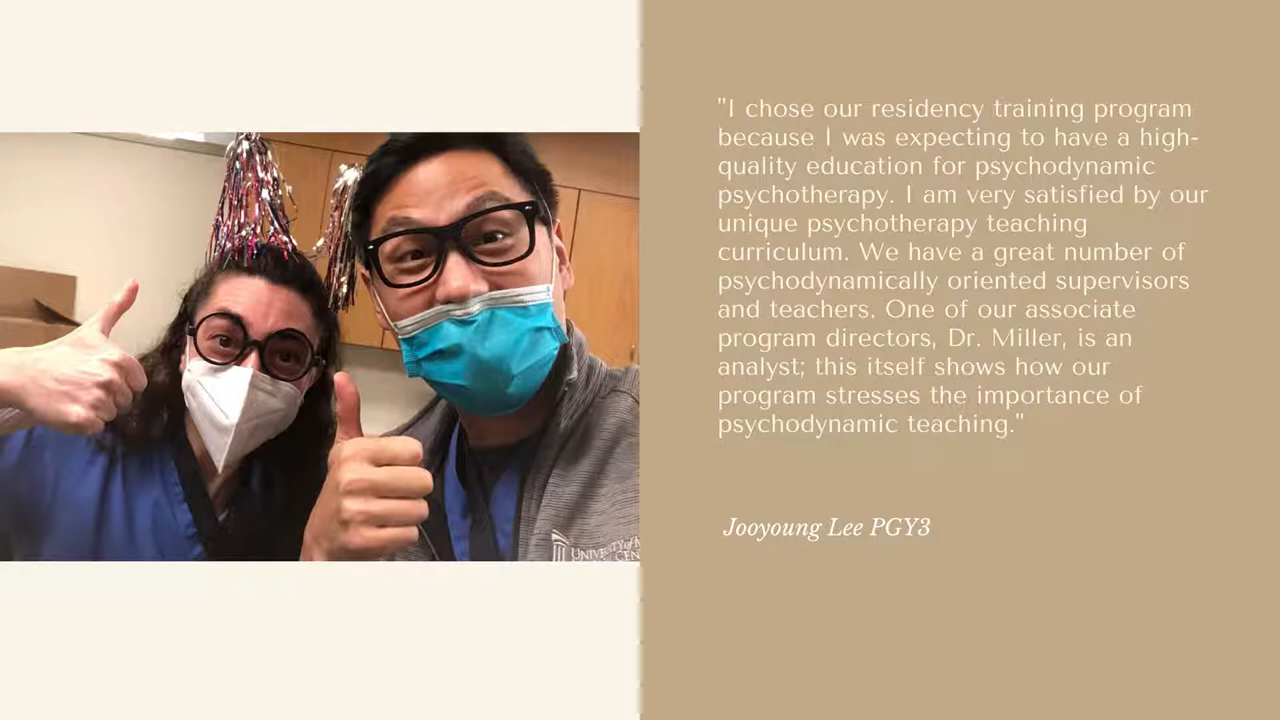 "I chose our residency training program
because I was expecting to have a high-
quality education for psychodynamic
psychotherapy. I am very satisfied by our
unique psychotherapy teaching
curriculum. We have a great number of
psychodynamically oriented supervisors
and teachers. One of our associate
program directors, Dr. Miller, is an
analyst; this itself shows how our
program stresses the importance of
psychodynamic teaching."
Jooyoung Lee PGY3
UNIVERSITY of